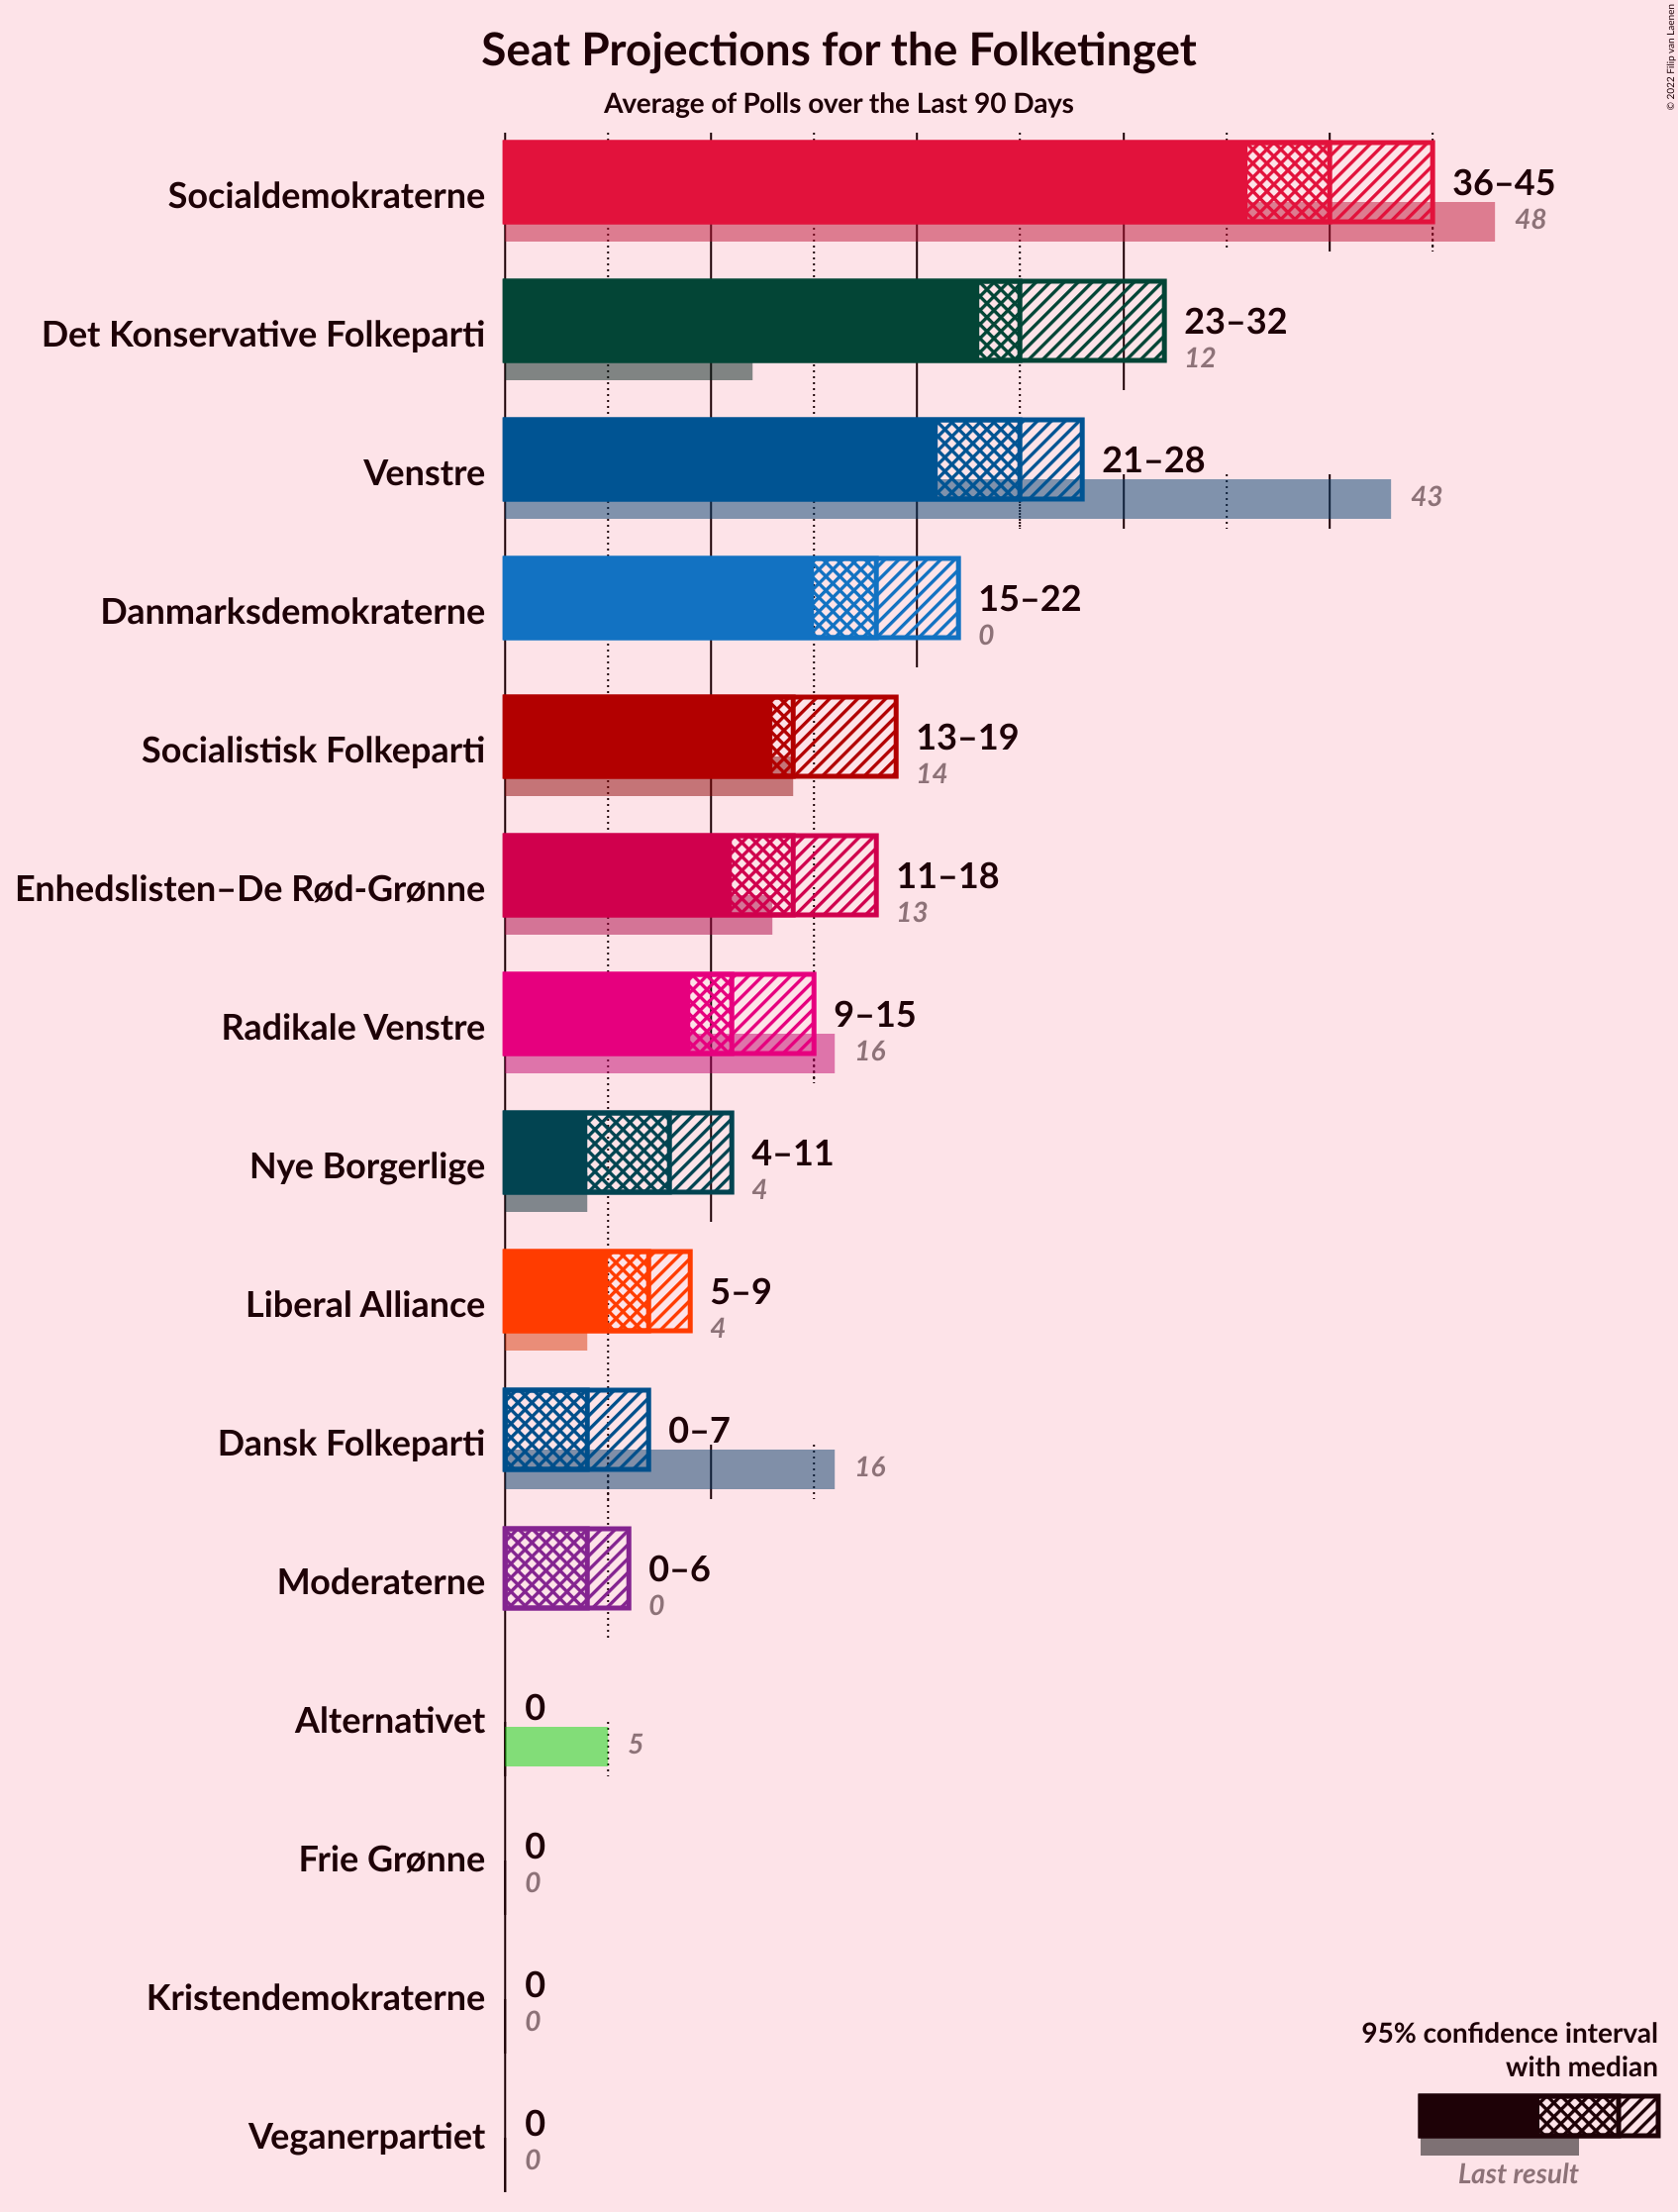 Seat Projections for the Folketinget
Average of Polls over the Last 90 Days
© 2022 Filip van Laenen
Socialdemokraterne
36–45
48
Det Konservative Folkeparti
23–32
12
Venstre
21–28
43
Danmarksdemokraterne
15–22
0
Socialistisk Folkeparti
13–19
14
Enhedslisten–De Rød-Grønne
11–18
13
Radikale Venstre
9–15
16
Nye Borgerlige
4–11
4
Liberal Alliance
5–9
4
Dansk Folkeparti
0–7
16
Moderaterne
0–6
0
Alternativet
0
5
Frie Grønne
0
0
Kristendemokraterne
0
0
Veganerpartiet
0
0
95% confidence interval
with median
Last result